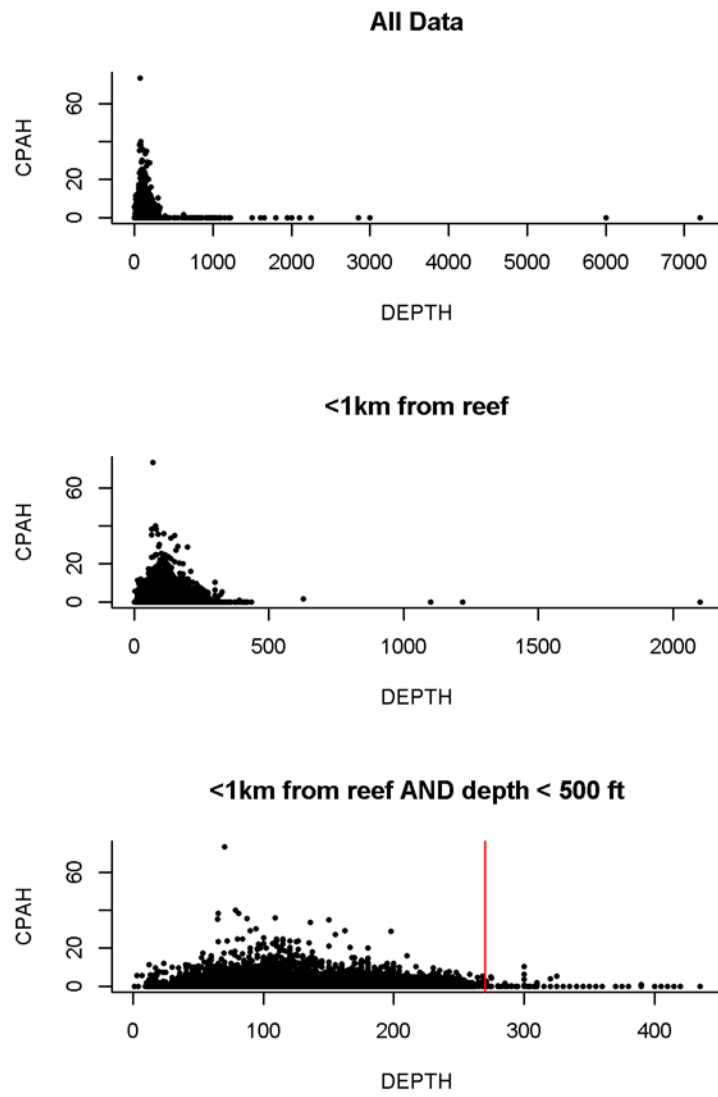 All Data
CPAH
60
20
0
0 1000 2000 3000 4000 5000 6000 7000
DEPTH
<1km from reef
CPAH
60
20
0
0 500 1000 1500 2000
DEPTH
<1km from reef AND depth < 500 ft
CPAH
60
20
0
0 100 200 300 400
DEPTH